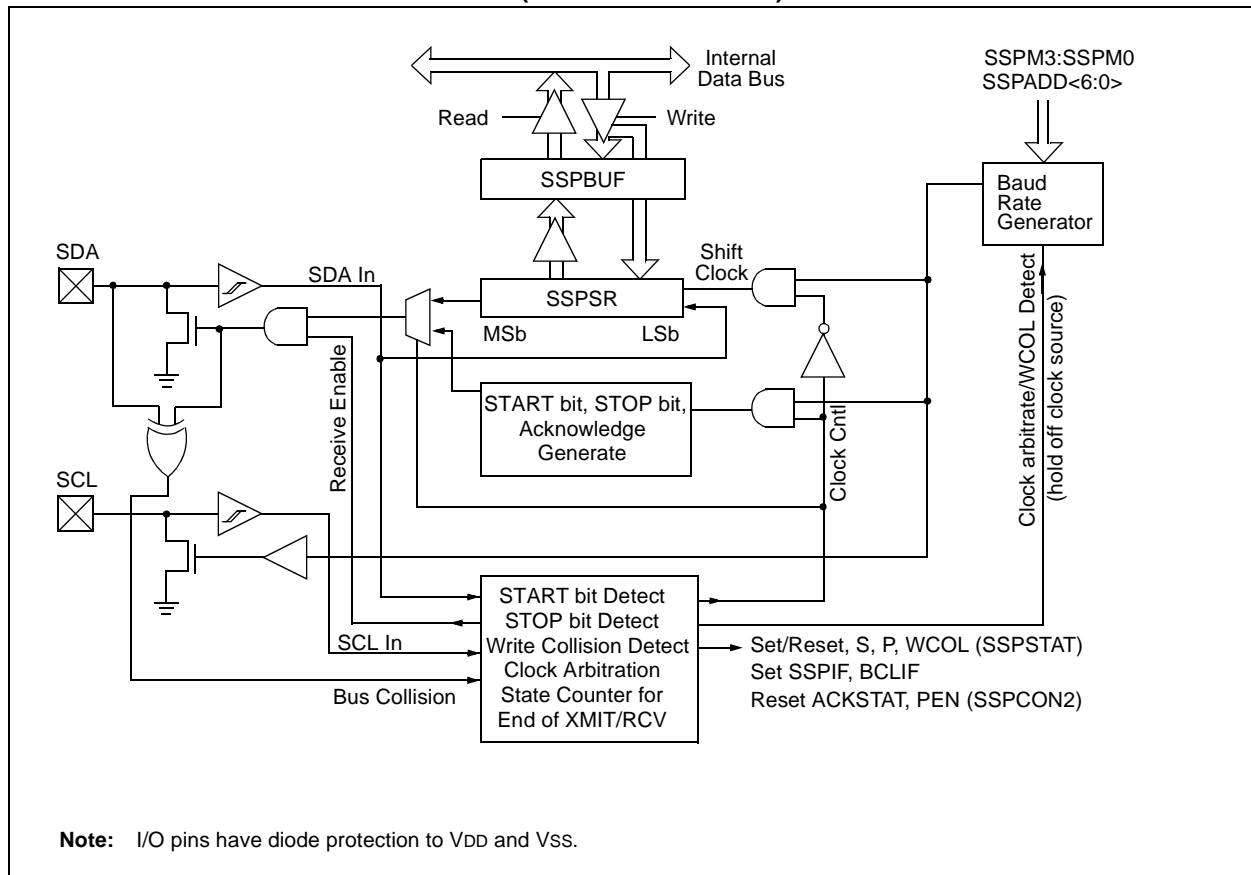 Internal
Data Bus
SSPM3:SSPM0
SSPADD<6:0>
Read
Write
SSPBUF
Baud
Rate
Generator
SDA
SDA In
Shift
Clock
SSPSR
MSb
LSb
Receive Enable
START bit, STOP bit,
Acknowledge
Generate
Clock Cntl
Clock arbitrate/WCOL Detect
(hold off clock source)
SCL
SCL In
Bus Collision
START bit Detect
STOP bit Detect
Write Collision Detect
Clock Arbitration
State Counter for
End of XMIT/RCV
Set/Reset, S, P, WCOL (SSPSTAT)
Set SSPIF, BCLIF
Reset ACKSTAT, PEN (SSPCON2)
Note: I/O pins have diode protection to VDD and VSS.